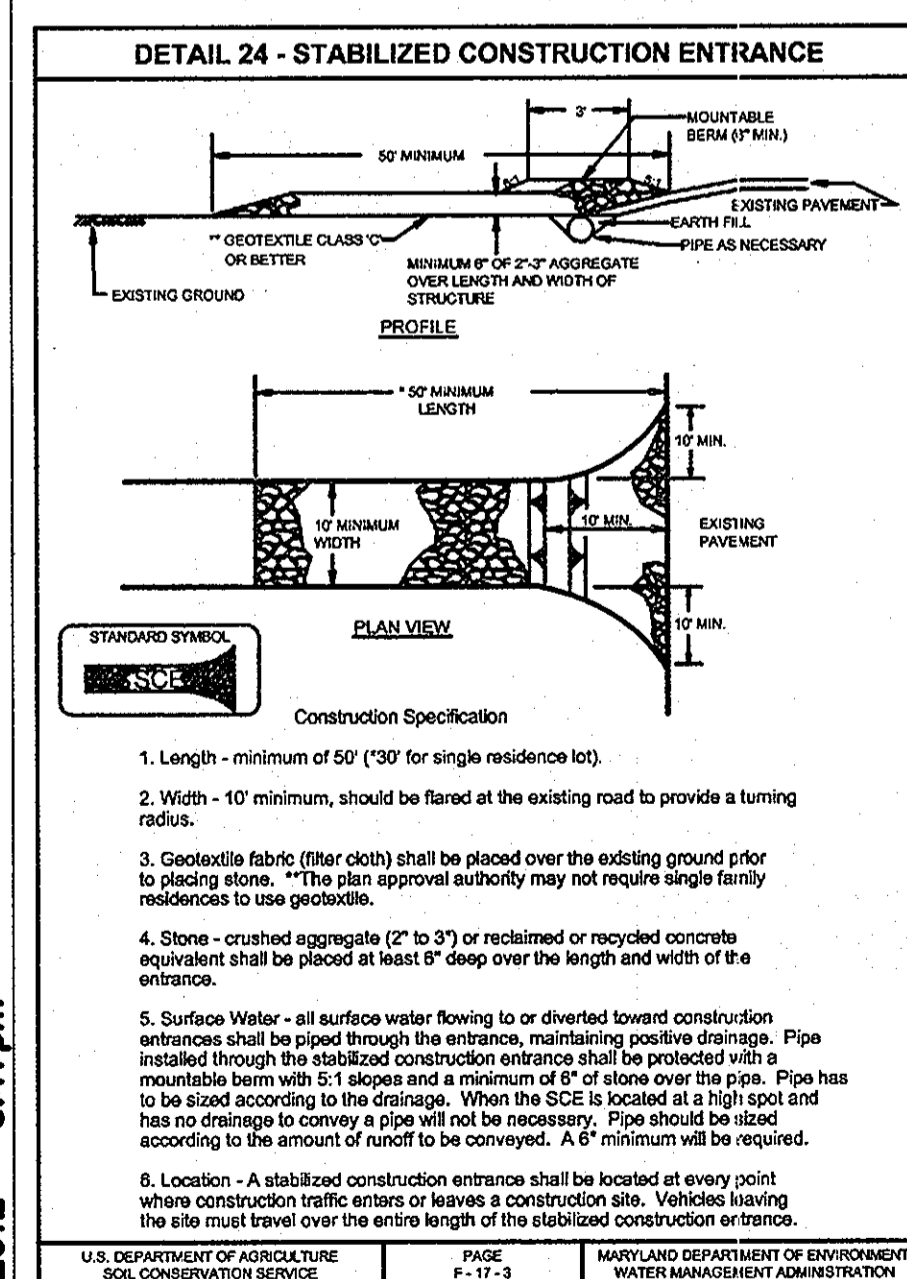 DETAIL 24 - STABILIZED CONSTRUCTION ENTRANCE
3'
MOUNTABLE
BERM (3" MIN.)
50' MINIMUM
5:1
5:1
EXISTING PAVEMENT
** GEOTEXTILE CLASS 'C'
OR BETTER
EARTH FILL
PIPE AS NECESSARY
MINIMUM 6" OF 2"-3" AGGREGATE
OVER LENGTH AND WIDTH OF
STRUCTURE
EXISTING GROUND
PROFILE
* 50' MINIMUM
LENGTH
10' MIN.
10' MINIMUM
WIDTH
10' MIN.
EXISTING
PAVEMENT
10' MIN.
PLAN VIEW
STANDARD SYMBOL
SCE
Construction Specification
1. Length - minimum of 50' (*30' for single residence lot).
2. Width - 10' minimum, should be flared at the existing road to provide a turning
radius.
3. Geotextile fabric (filter cloth) shall be placed over the existing ground prior
to placing stone. **The plan approval authority may not require single family
residences to use geotextile.
4. Stone - crushed aggregate (2" to 3") or reclaimed or recycled concrete
equivalent shall be placed at least 6" deep over the length and width of the
entrance.
5. Surface Water - all surface water flowing to or diverted toward construction
entrances shall be piped through the entrance, maintaining positive drainage. Pipe
installed through the stabilized construction entrance shall be protected with a
mountable berm with 5:1 slopes and a minimum of 6" of stone over the pipe. Pipe has
to be sized according to the drainage. When the SCE is located at a high spot and
has no drainage to convey a pipe will not be necessary. Pipe should be sized
according to the amount of runoff to be conveyed. A 6" minimum will be required.
6. Location - A stabilized construction entrance shall be located at every point
where construction traffic enters or leaves a construction site. Vehicles leaving
the site must travel over the entire length of the stabilized construction entrance.
U.S. DEPARTMENT OF AGRICULTURE
SOIL CONSERVATION SERVICE
PAGE
F - 17 - 3
MARYLAND DEPARTMENT OF ENVIRONMENT
WATER MANAGEMENT ADMINISTRATION